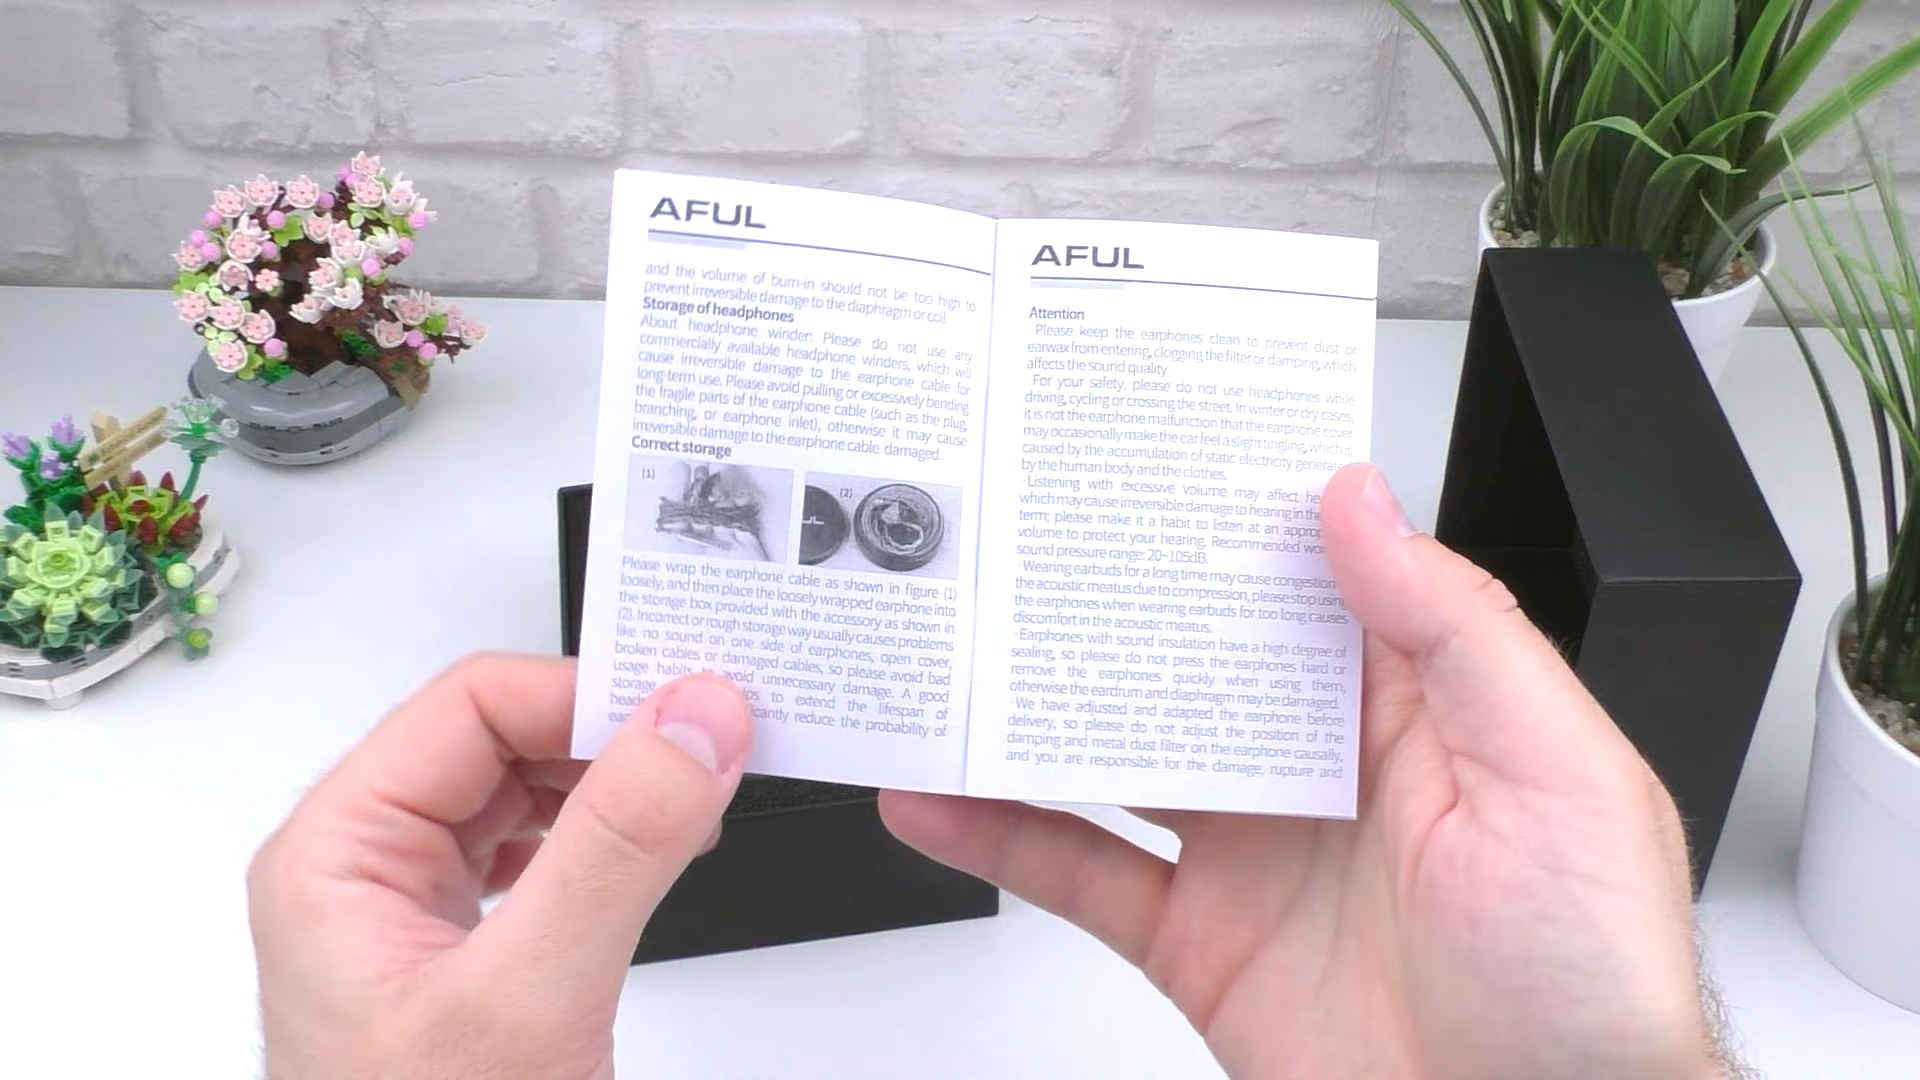 AFUL
and the volume of burn-in should not be too high to
prevent irreversible damage to the diaphragm or coil.
Storage of headphones
About headphone winder: Please do not use any
commercially available headphone winders, which will
cause irreversible damage to the earphone cable for
long-term use. Please avoid pulling or excessively bending
the fragile parts of the earphone cable (such as the plug,
branching, or earphone inlet), otherwise it may cause
irreversible damage to the earphone cable. damaged.
Correct storage
(1)
(2)
Please wrap the earphone cable as shown in figure (1)
loosely, and then place the loosely wrapped earphone into
the storage box provided with the accessory as shown in
(2). Incorrect or rough storage way usually causes problems
like no sound on one side of earphones, open cover,
broken cables or damaged cables, so please avoid bad
usage habits to avoid unnecessary damage. A good
storage to extend the lifespan of
reduce the probability of
AFUL
Attention
·Please keep the earphones clean to prevent dust or
earwax from entering, clogging the filter or damping, which
affects the sound quality
·For your safety, please do not use headphones while
driving, cycling or crossing the street. In winter or dry cases,
it is not the earphone malfunction that the earphone cover
may occasionally make the ear feel a slight tingling, which is
caused by the accumulation of static electricity generate
by the human body and the clothes.
·Listening with excessive volume may affect
which may cause irreversible damage to hearing in the
term; please make it a habit to listen at an
volume to protect your hearing. Recommended
sound pressure range: 20~105dB.
·Wearing earbuds for a long time may cause congestion
the acoustic meatus due to compression, please stop using
the earphones when wearing earbuds for too long causes
discomfort in the acoustic meatus.
·Earphones with sound insulation have a high degree of
sealing, so please do not press the earphones hard or
remove the earphones quickly when using them,
otherwise the eardrum and diaphragm may be damaged.
·We have adjusted and adapted the earphone before
delivery, so please do not adjust the position of the
damping and metal dust filter on the earphone causally,
and you are responsible for the damage, rupture and